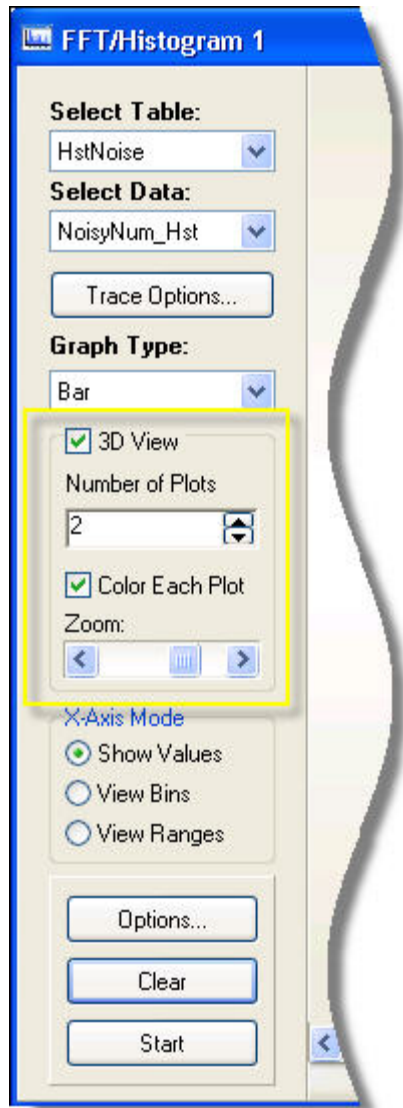 FFT/Histogram 1
Select Table:
HstNoise
Select Data:
NoisyNum_Hst
Trace Options...
Graph Type:
Bar
3D View
Number of Plots
2
Color Each Plot
Zoom:
X-Axis Mode
Show Values
View Bins
View Ranges
Options...
Clear
Start